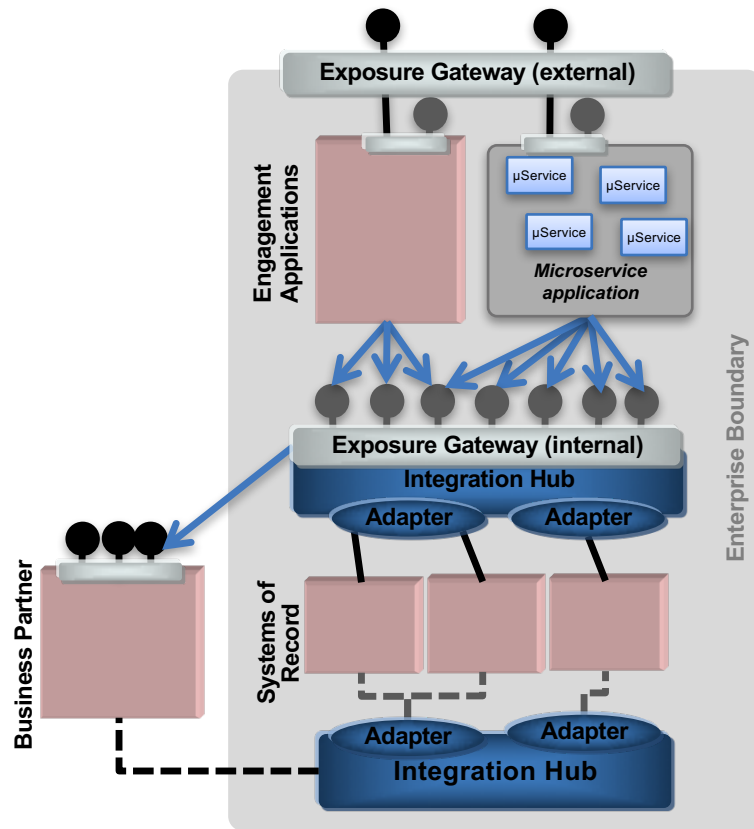 Exposure Gateway (external)
Engagement
Applications
µService
µService
µService
µService
Microservice
application
Enterprise Boundary
Exposure Gateway (internal)
Integration Hub
Adapter
Adapter
Business Partner
Systems of
Record
Adapter
Adapter
Integration Hub